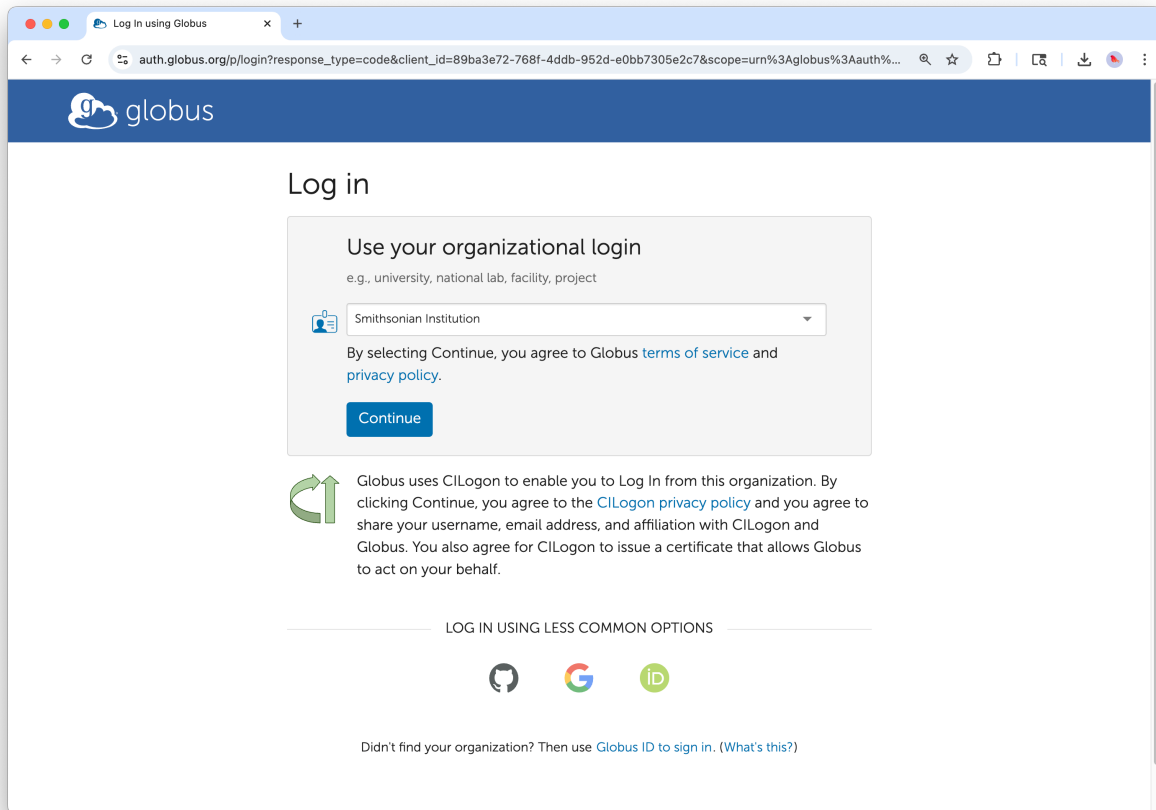 Log In using Globus
auth.globus.org/p/login?response_type=code&client_id=89ba3e72-768f-4ddb-952d-e0bb7305e2c7&scope=urn%3Aglobus%3Aauth%...
g globus
Log in
Use your organizational login
e.g., university, national lab, facility, project
Smithsonian Institution
By selecting Continue, you agree to Globus terms of service and
privacy policy.
Continue
Globus uses CILogon to enable you to Log In from this organization. By
clicking Continue, you agree to the CILogon privacy policy and you agree to
share your username, email address, and affiliation with CILogon and
Globus. You also agree for CILogon to issue a certificate that allows Globus
to act on your behalf.
LOG IN USING LESS COMMON OPTIONS
G iD
Didn't find your organization? Then use Globus ID to sign in. (What's this?)